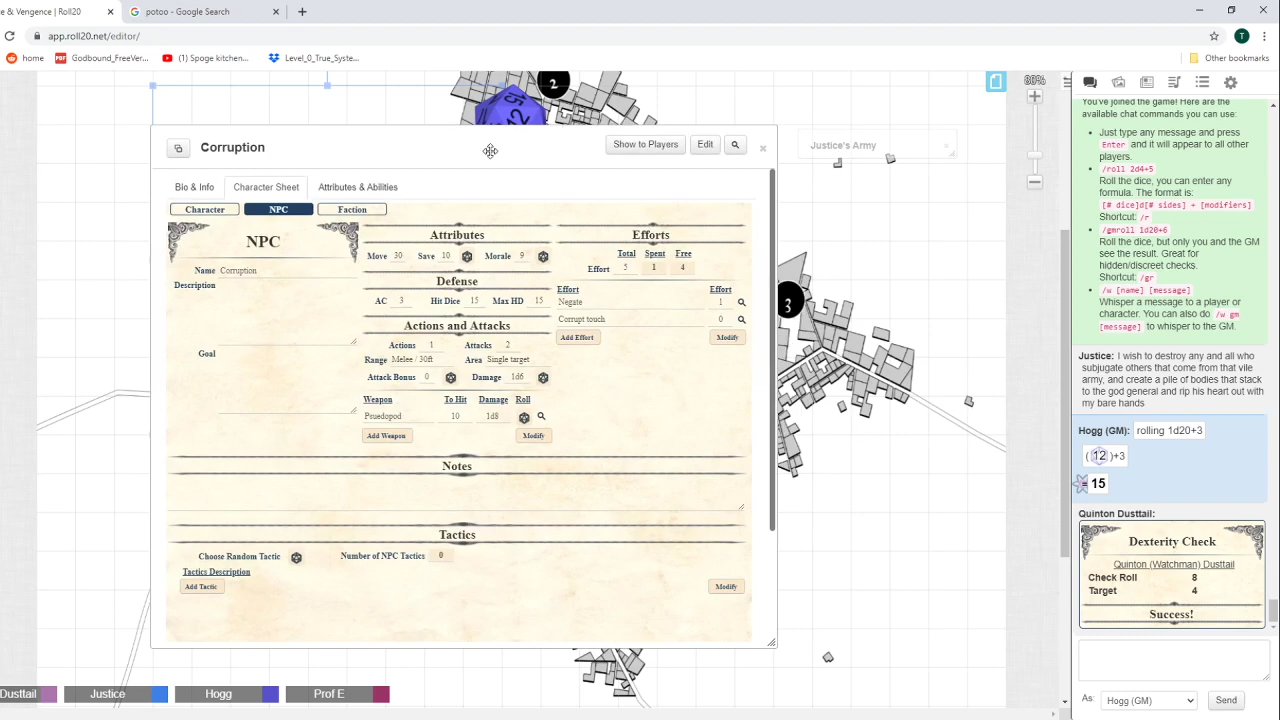 e & Vengence | Roll20
potoo - Google Search
app.roll20.net/editor/
T
home
Godbound_FreeVer...
(1) Spoge kitchen...
Level_0_True_System...
Other bookmarks
2
15
12
88%
Corruption
Show to Players
Edit
Justice's Army
Bio & Info
Character Sheet
Attributes & Abilities
Character
NPC
Faction
NPC
Name Corruption
Description
Goal
Attributes
Move 30 Save 10 Morale 9
Defense
AC 3 Hit Dice 15 Max HD 15
Actions and Attacks
Actions 1 Attacks 2
Range Melee / 30ft Area Single target
Attack Bonus 0 Damage 1d6
Weapon To Hit Damage Roll
Pruedopod 10 1d8
Add Weapon Modify
Efforts
Total Spent Free
Effort 5 1 4
Effort Effort
Negate 1
Corrupt touch 0
Add Effort Modify
Notes
Tactics
Choose Random Tactic Number of NPC Tactics 0
Tactics Description
Add Tactic Modify
3
You've joined the game! Here are the
available chat commands you can use:
Just type any message and press
Enter and it will appear to all other
players.
/roll 2d4+5
Roll the dice, you can enter any
formula. The format is:
[# dice]d[# sides] + [modifiers]
Shortcut: /r
/gmroll 1d20+6
Roll the dice, but only you and the GM
see the result. Great for
hidden/discreet checks.
Shortcut: /gr
/w [name] [message]
Whisper a message to a player or
character. You can also do /w gm
[message] to whisper to the GM.
Justice: I wish to destroy any and all who
subjugate others that come from that vile
army, and create a pile of bodies that stack
to the god general and rip his heart out with
my bare hands
Hogg (GM): rolling 1d20+3
(12)+3
= 15
Quinton Dusttail:
Dexterity Check
Quinton (Watchman) Dusttail
Check Roll 8
Target 4
Success!
As: Hogg (GM) Send
Dusttail
Justice
Hogg
Prof E